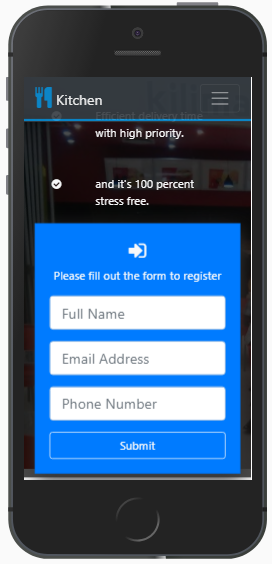 Kitchen
Efficient delivery time
with high priority.
and it's 100 percent
stress free.
Please fill out the form to register
Full Name
Email Address
Phone Number
Submit